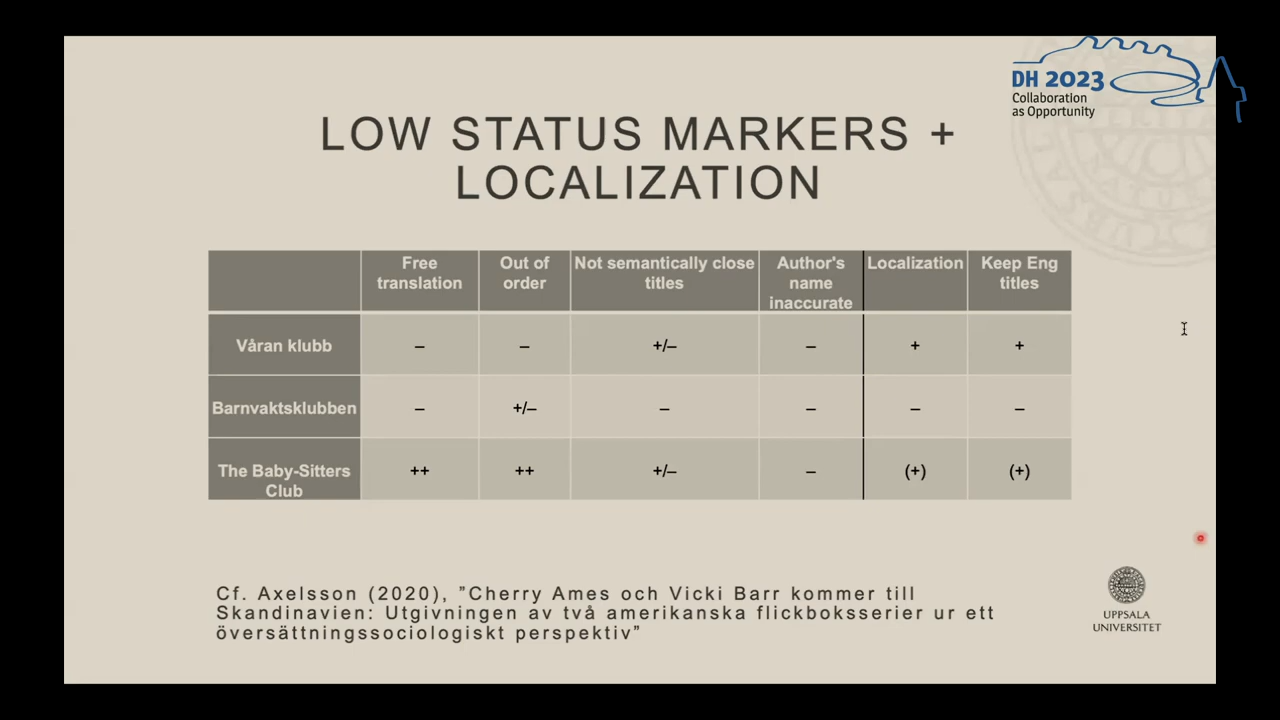 DH 2023
Collaboration
as Opportunity
LOW STATUS MARKERS +
LOCALIZATION
Free translation | Out of order | Not semantically close titles | Author's name inaccurate | Localization | Keep Eng titles
Våran klubb | – | – | +/– | – | + | +
Barnvaktsklubben | – | +/– | – | – | – | –
The Baby-Sitters Club | ++ | ++ | +/– | – | (+) | (+)
Cf. Axelsson (2020), ”Cherry Ames och Vicki Barr kommer till
Skandinavien: Utgivningen av två amerikanska flickboksserier ur ett
översättningssociologiskt perspektiv”
UPPSALA
UNIVERSITET